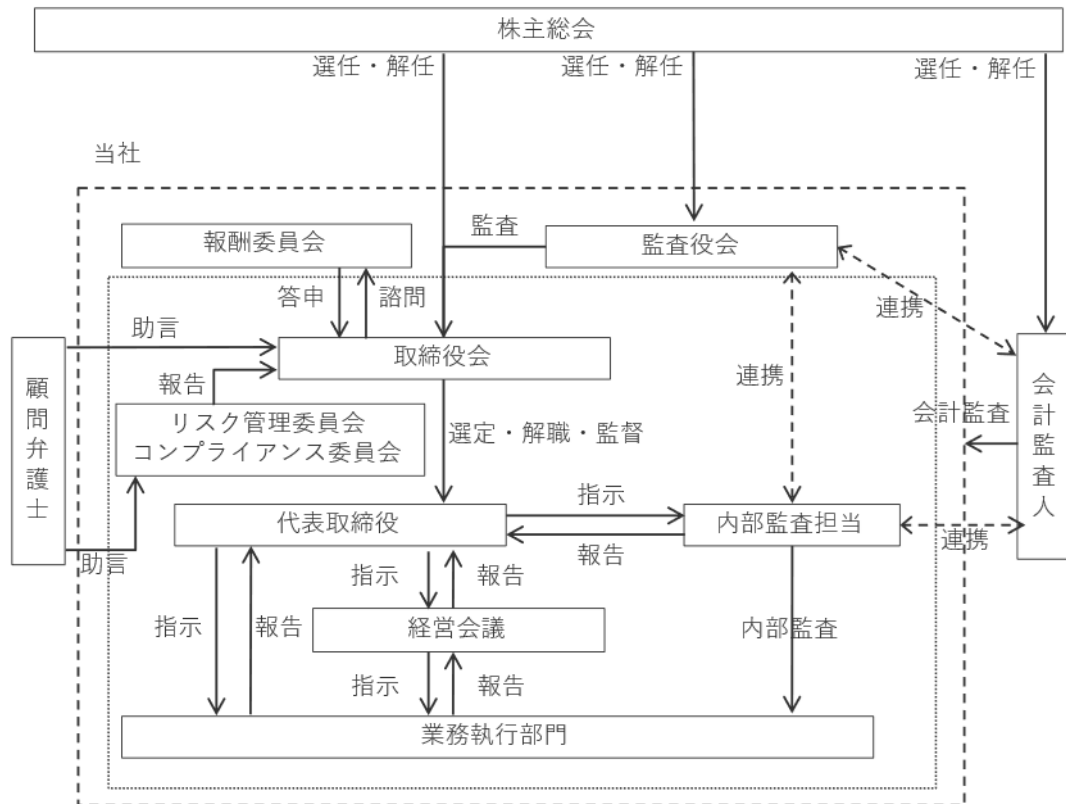 株主総会
選任・解任
選任・解任
選任・解任
当社
報酬委員会
監査
監査役会
答申
諮問
連携
助言
取締役会
報告
連携
顧問弁護士
リスク管理委員会
コンプライアンス委員会
選定・解職・監督
会計監査
会計監査人
代表取締役
指示
内部監査担当
報告
連携
助言
指示
報告
指示
報告
経営会議
内部監査
指示
報告
業務執行部門